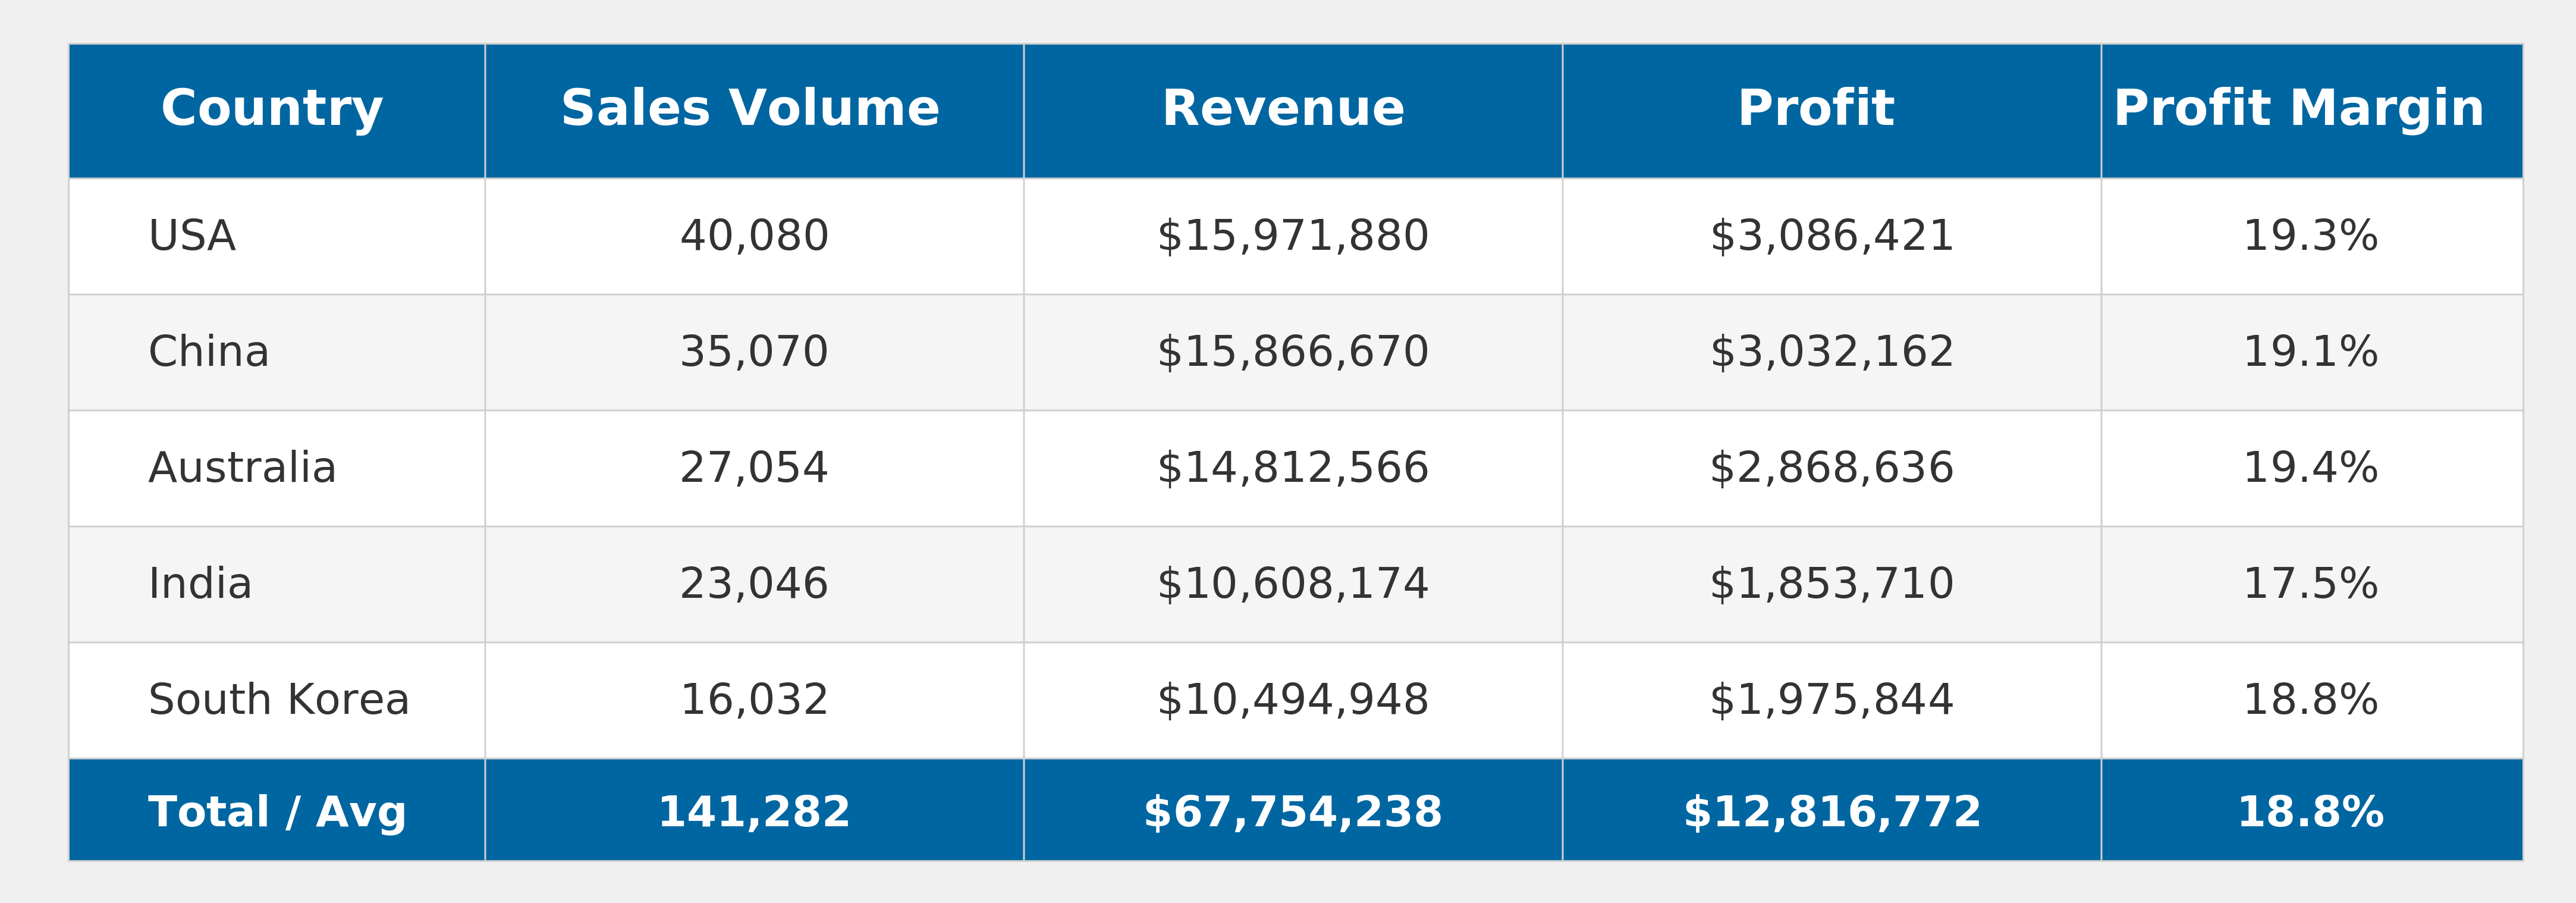 Country Sales Volume Revenue Profit Profit Margin
USA 40,080 $15,971,880 $3,086,421 19.3%
China 35,070 $15,866,670 $3,032,162 19.1%
Australia 27,054 $14,812,566 $2,868,636 19.4%
India 23,046 $10,608,174 $1,853,710 17.5%
South Korea 16,032 $10,494,948 $1,975,844 18.8%
Total / Avg 141,282 $67,754,238 $12,816,772 18.8%